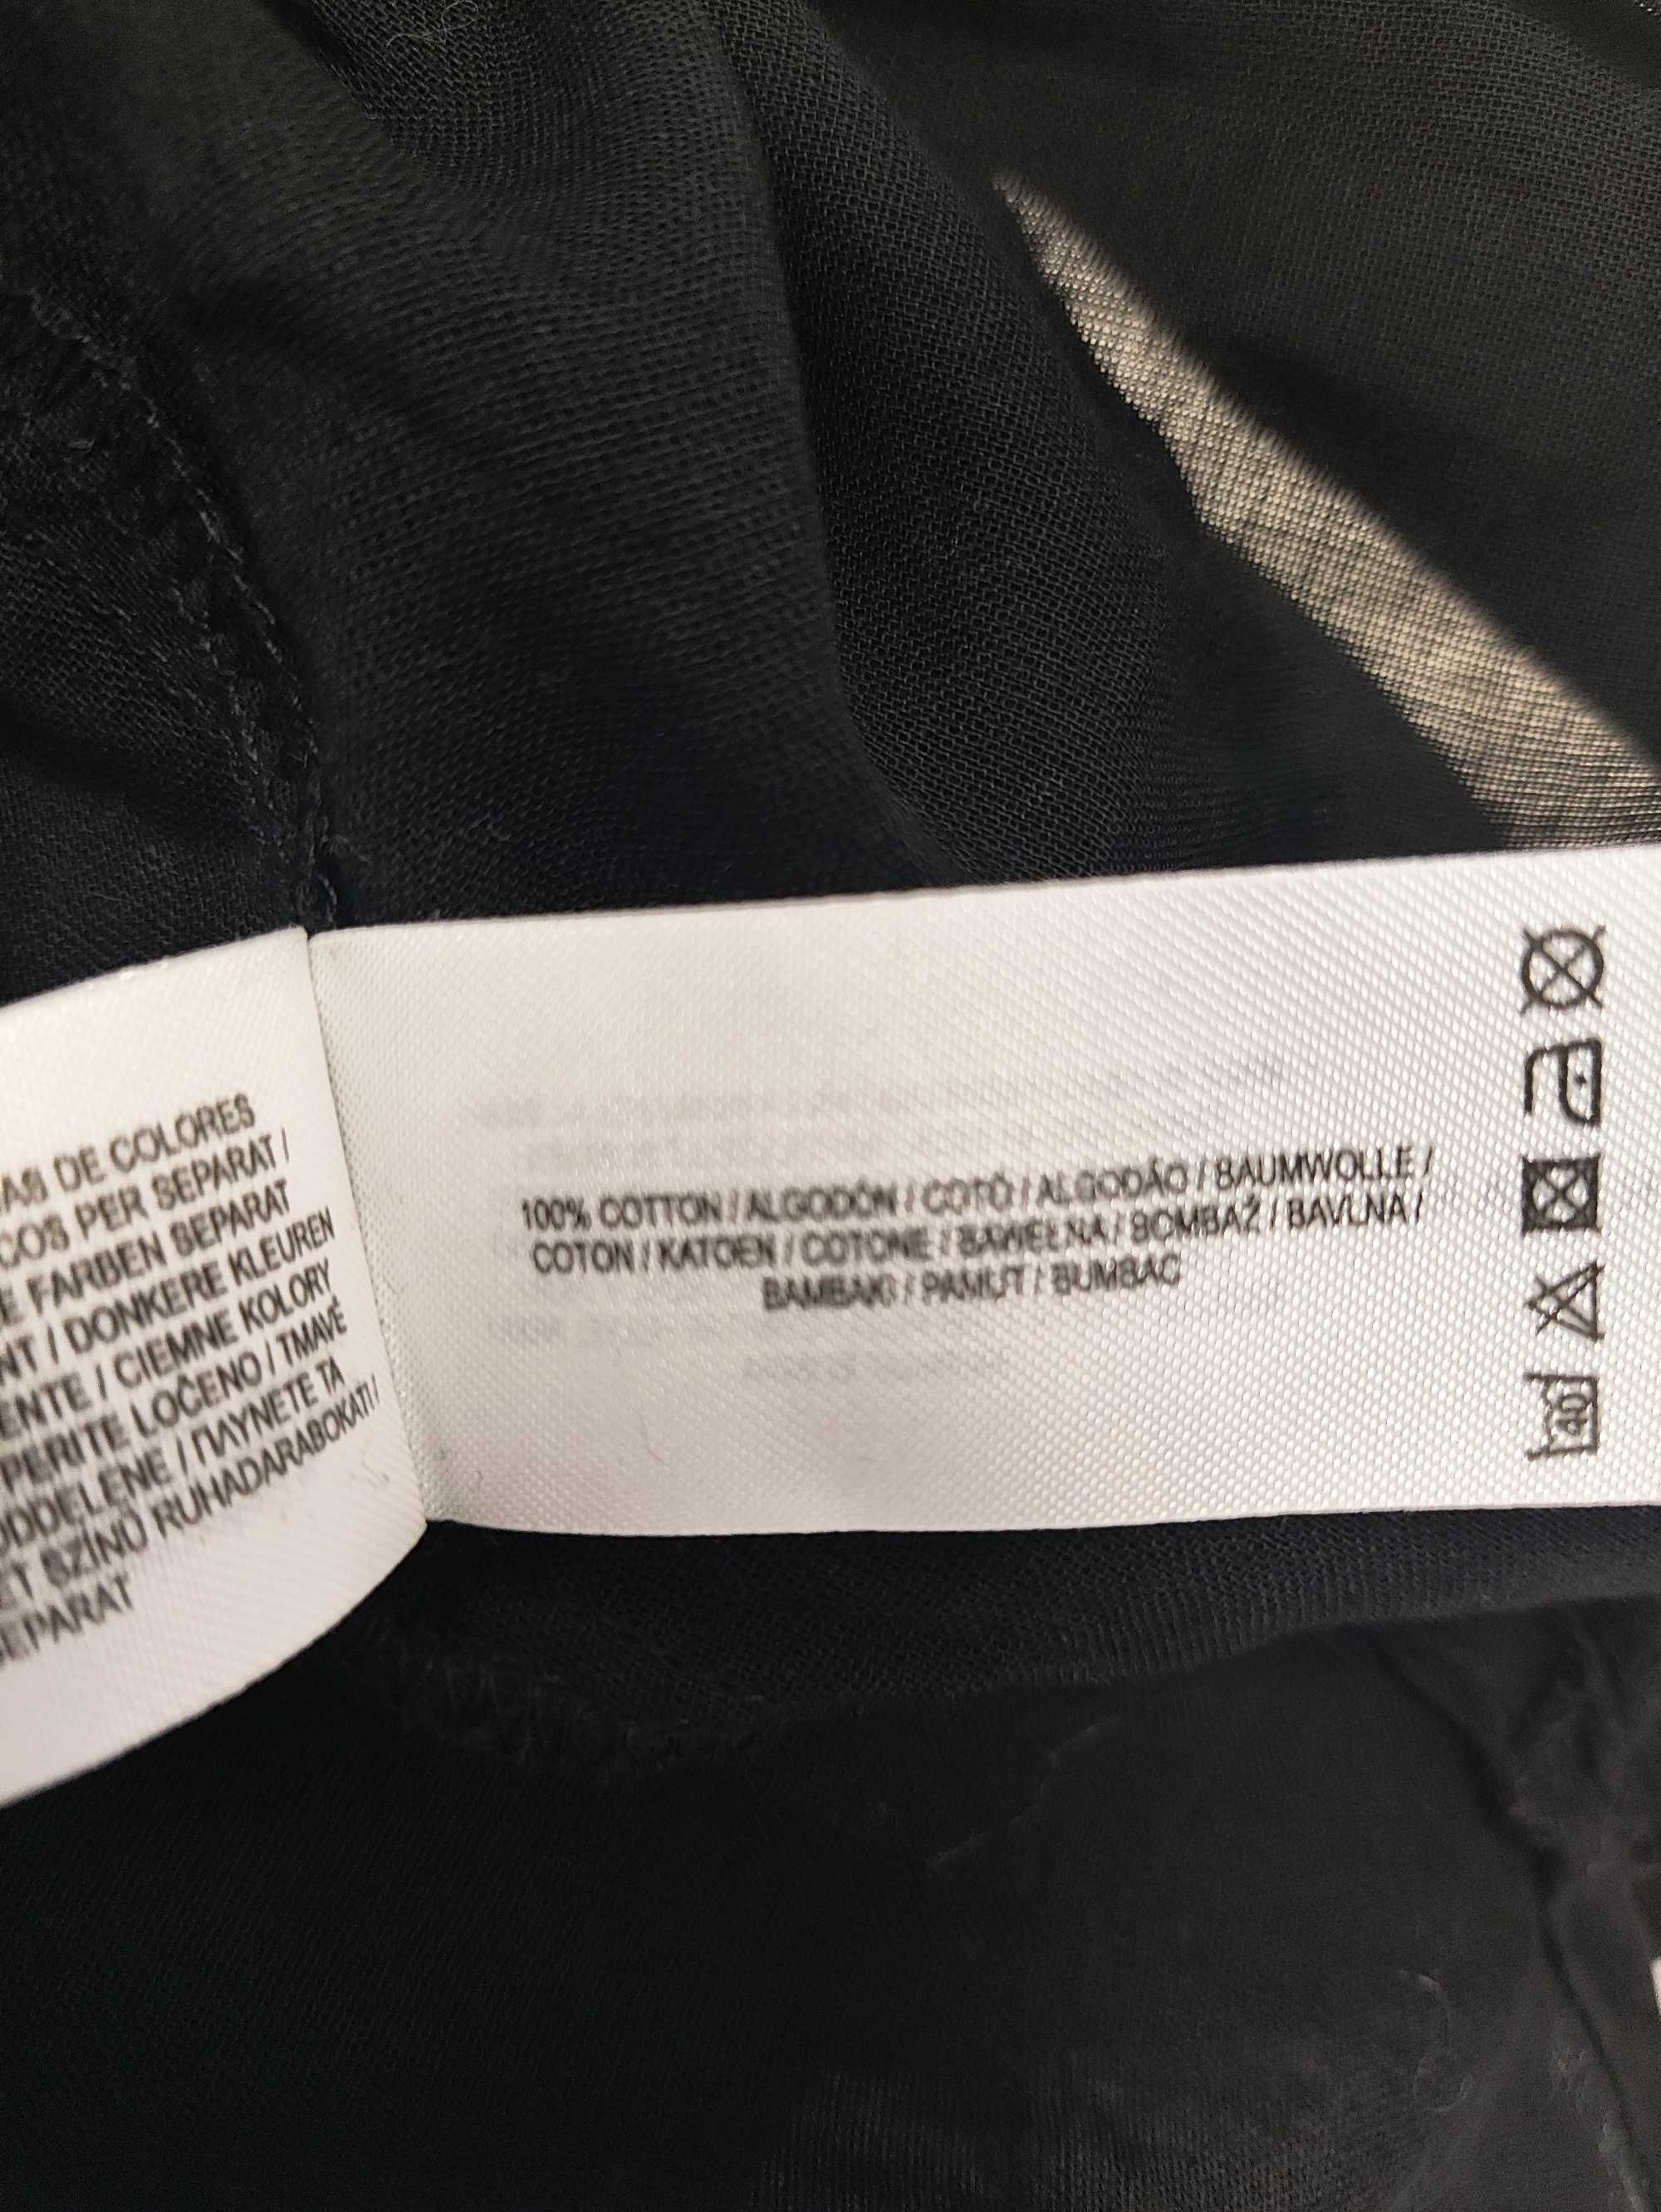 AS DE COLORES
COS PER SEPARAT /
E FARBEN SEPARAT
NT / DONKERE KLEUREN
ENTE / CIEMNE KOLORY
PERITE LOČENO / TMAVÉ
ODDELENE / ΠΛΥΝΕΤΕ ΤΑ
ET SZÍNŰ RUHADARABOKAT! /
SEPARAT
100% COTTON / ALGODÓN / COTÓ / ALGODÃO / BAUMWOLLE /
COTON / KATOEN / COTONE / BAWEŁNA / BOMBAŽ / BAVLNA /
BAMBAKI / PAMUT / BUMBAC
40